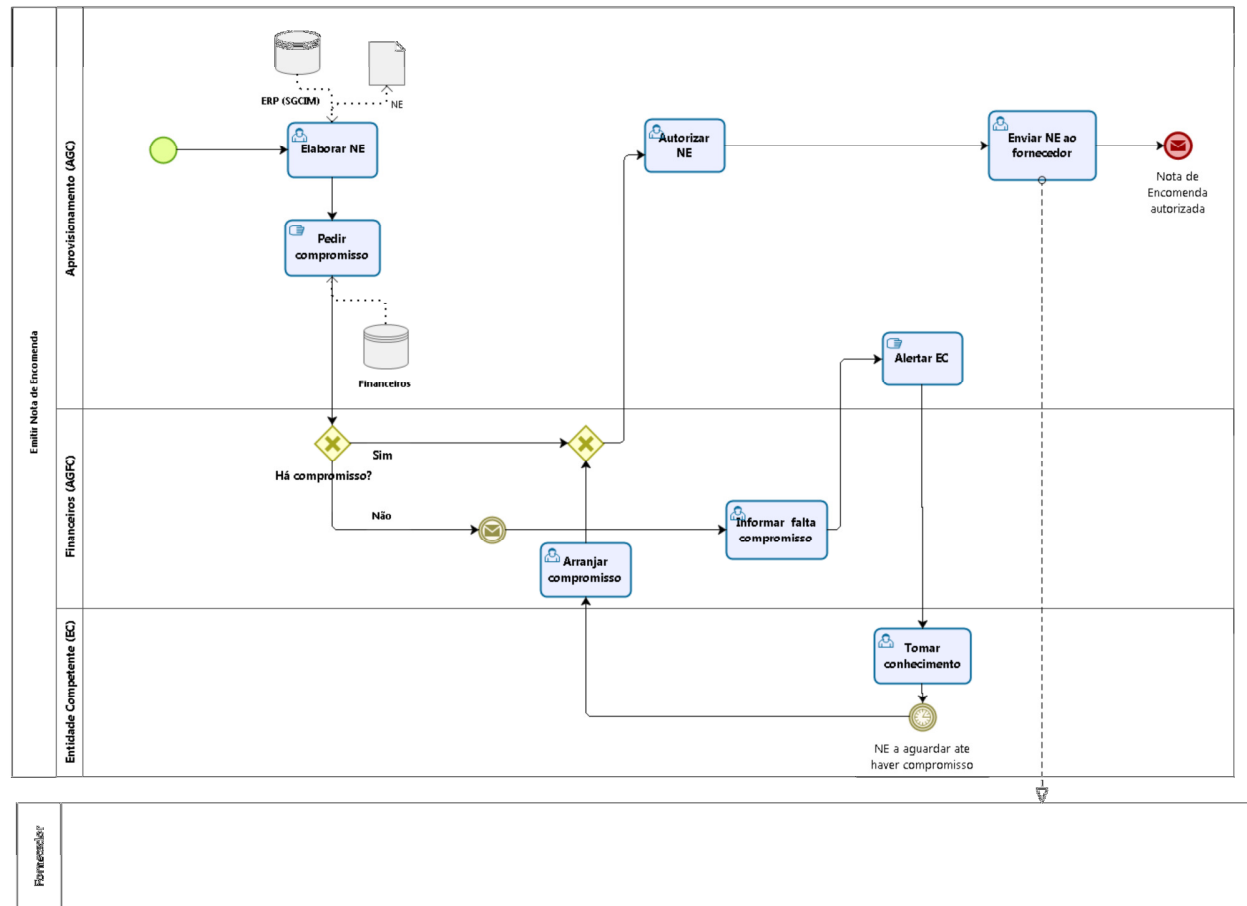 Emitir Nota de Encomenda
Aprovisionamento (AGC)
ERP (SGCIM)
NE
Elaborar NE
Autorizar
NE
Enviar NE ao
fornecedor
Nota de
Encomenda
autorizada
Pedir
compromisso
Financeiros
Alertar EC
Financeiros (AGFC)
Sim
Há compromisso?
Não
Informar falta
compromisso
Arranjar
compromisso
Entidade Competente (EC)
Tomar
conhecimento
NE a aguardar ate
haver compromisso
Fornecedor